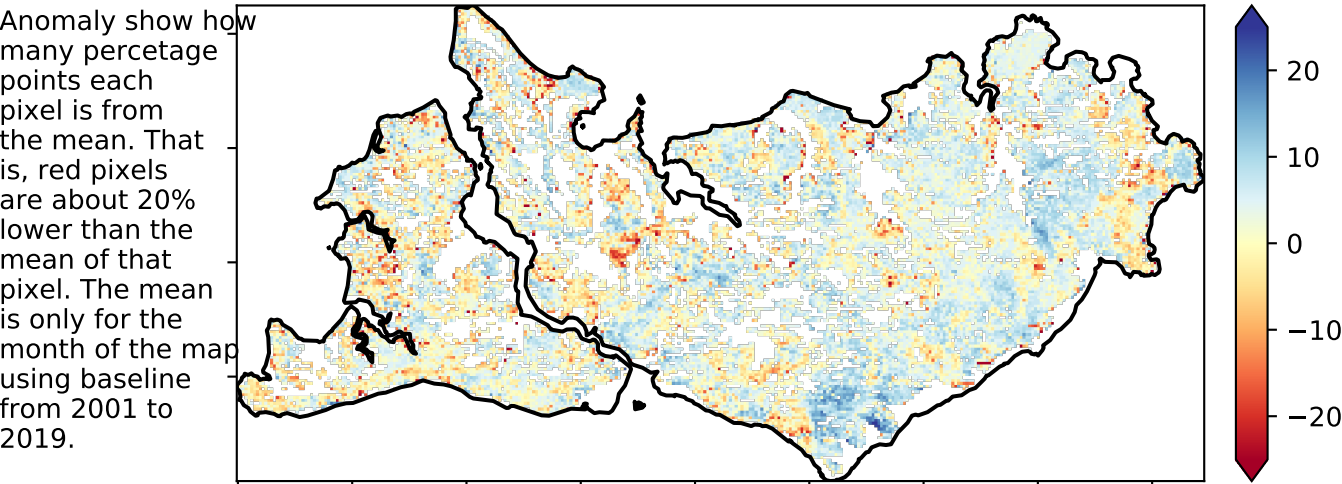 Anomaly show how
many percetage
points each
pixel is from
the mean. That
is, red pixels
are about 20%
lower than the
mean of that
pixel. The mean
is only for the
month of the map
using baseline
from 2001 to
2019.
20
10
0
−10
−20